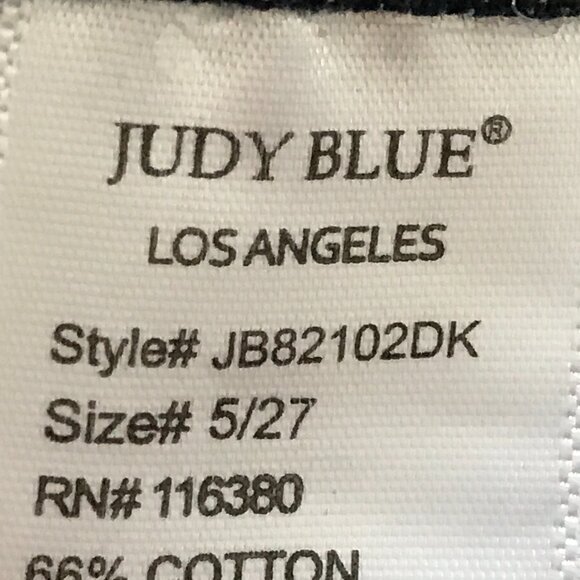 JUDY BLUE®
LOS ANGELES
Style# JB82102DK
Size# 5/27
RN# 116380
66% COTTON